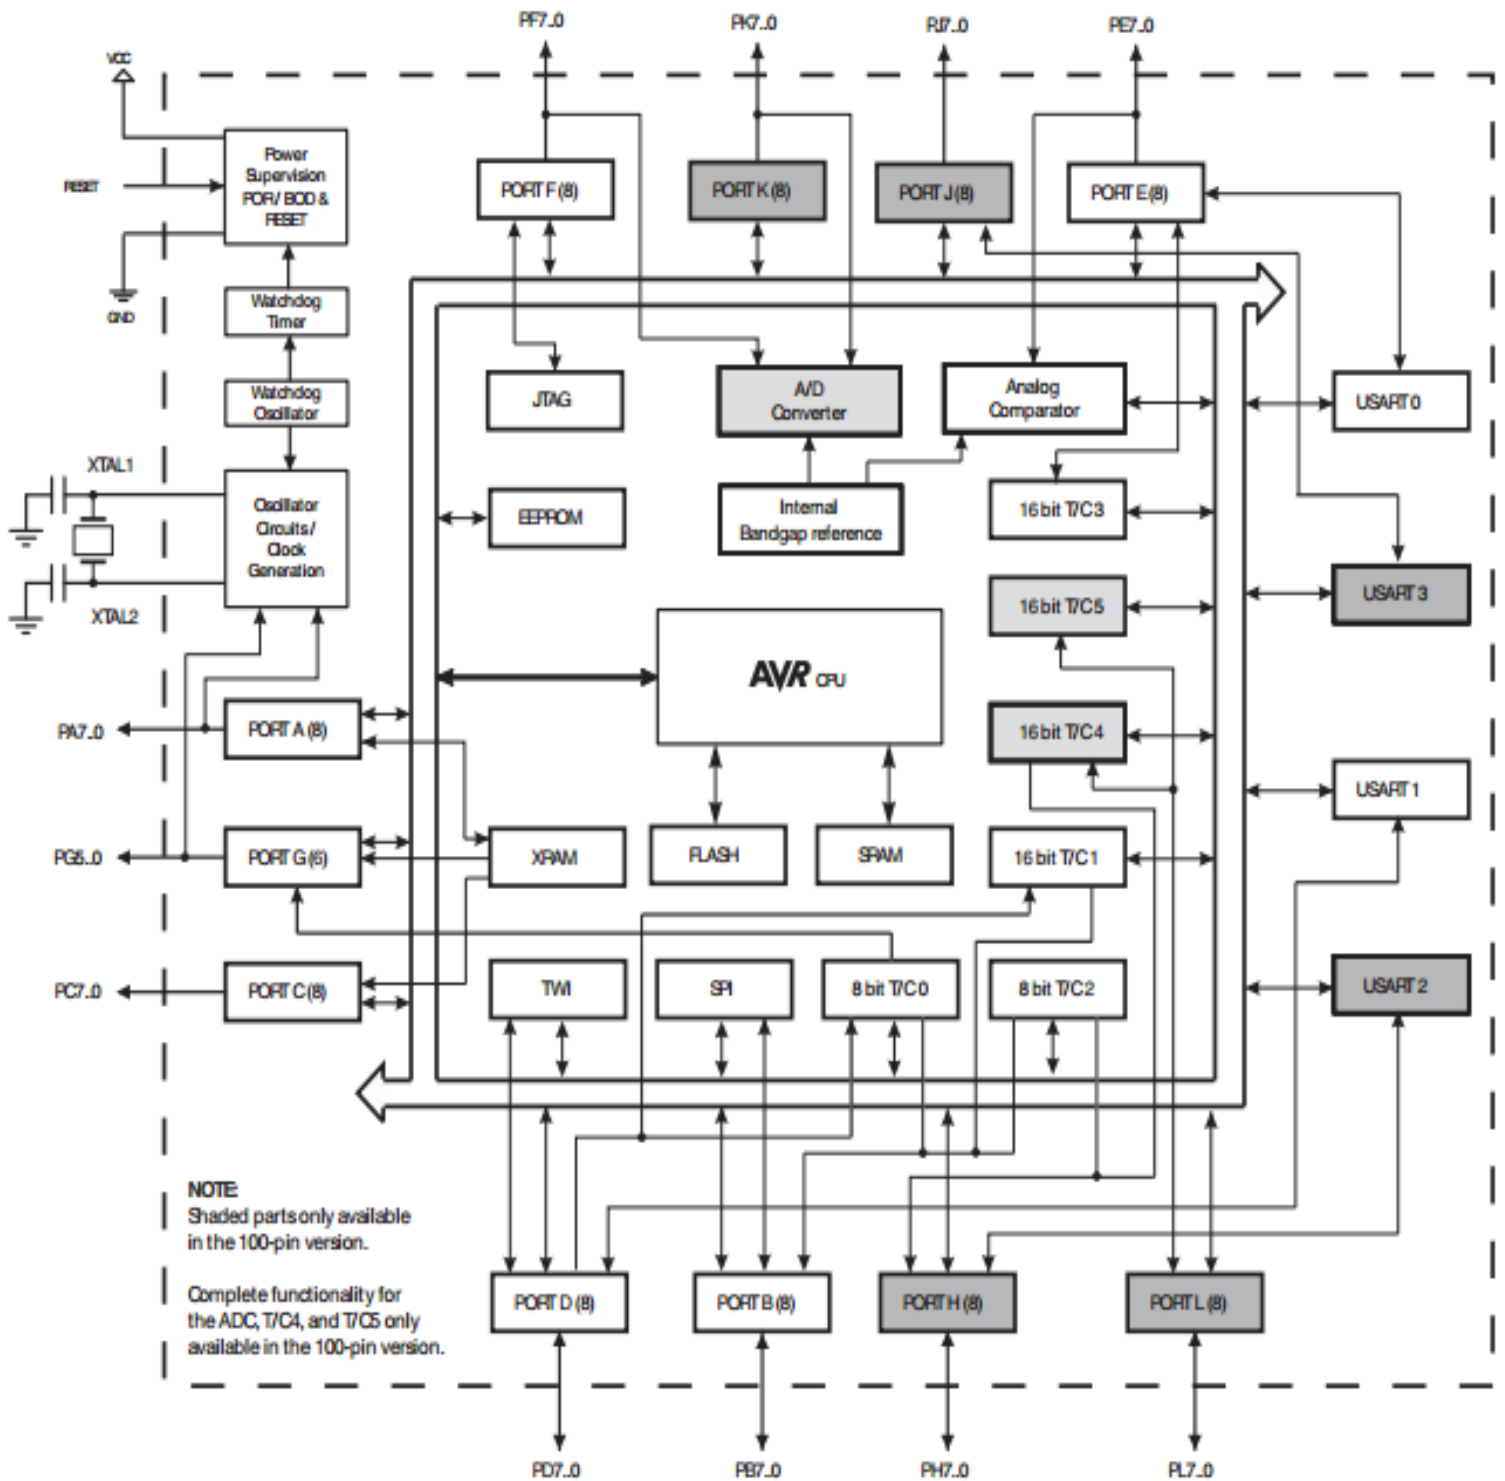 PF7..0
PK7..0
PJ7..0
PE7..0
VCC
RESET
GND
Power
Supervision
POR / BOD &
RESET
PORT F (8)
PORT K (8)
PORT J (8)
PORT E (8)
Watchdog
Timer
Watchdog
Oscillator
JTAG
A/D
Converter
Analog
Comparator
USART 0
XTAL1
Oscillator
Circuits /
Clock
Generation
XTAL2
EEPROM
Internal
Bandgap reference
16 bit T/C3
16 bit T/C5
USART 3
AVR CPU
PA7..0
PORT A (8)
16 bit T/C4
USART 1
PG5..0
PORT G (6)
XRAM
FLASH
SRAM
16 bit T/C1
PC7..0
PORT C (8)
TWI
SPI
8 bit T/C0
8 bit T/C2
USART 2
NOTE:
Shaded parts only available
in the 100-pin version.
Complete functionality for
the ADC, T/C4, and T/C5 only
available in the 100-pin version.
PORT D (8)
PORT B (8)
PORT H (8)
PORT L (8)
PD7..0
PB7..0
PH7..0
PL7..0